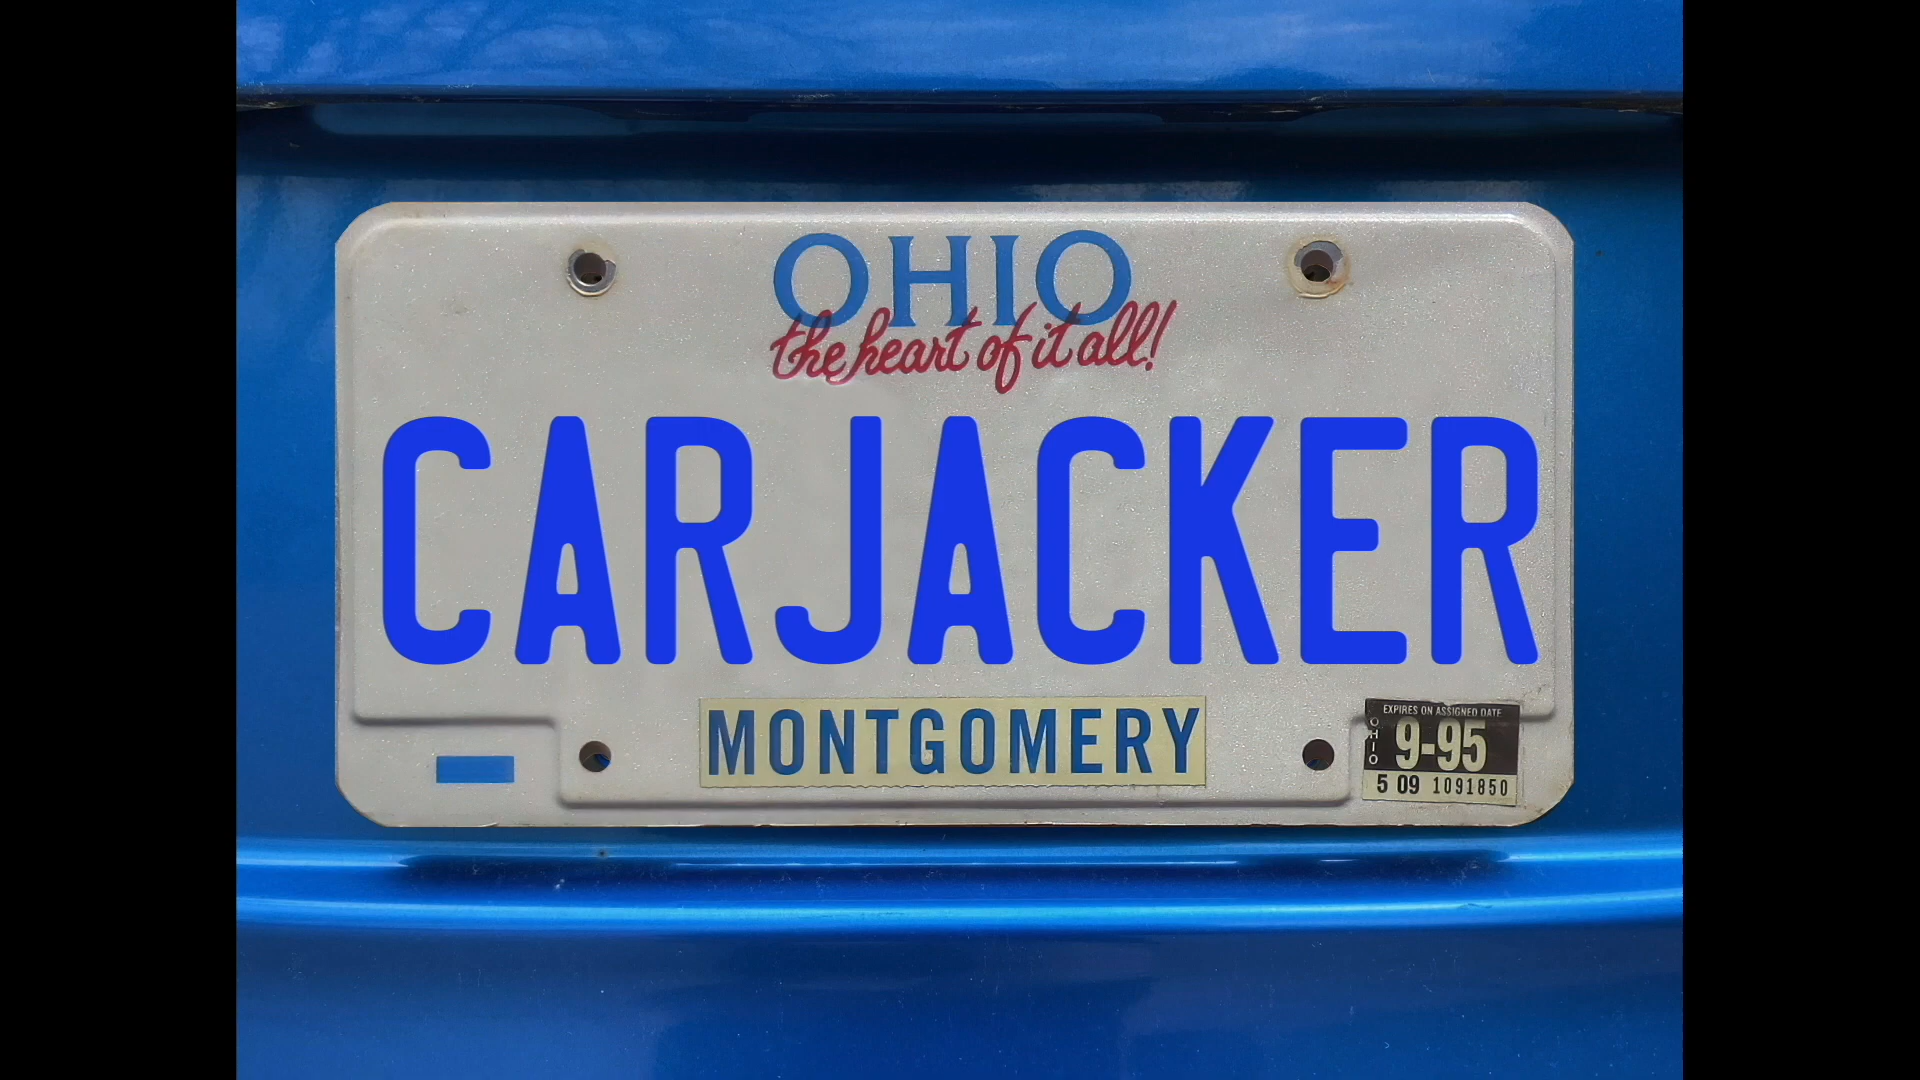 OHIO
the heart of it all!
CARJACKER
MONTGOMERY
EXPIRES ON ASSIGNED DATE
OHIO
9-95
5 09 1091850